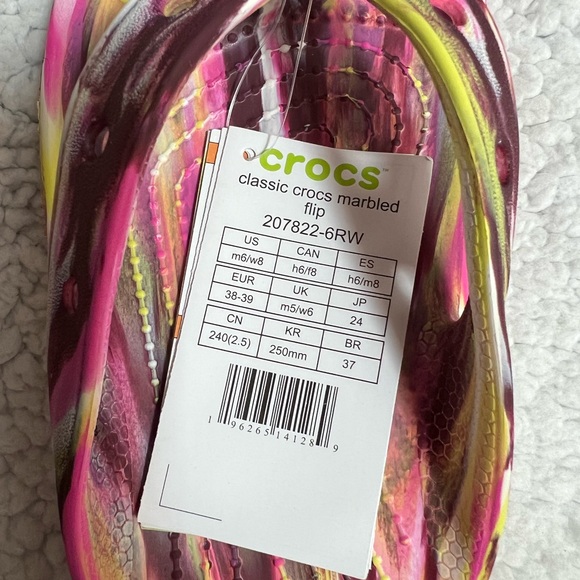 crocs™
classic crocs marbled
flip
207822-6RW
US CAN ES
m6/w8 h6/f8 h6/m8
EUR UK JP
38-39 m5/w6 24
CN KR BR
240(2.5) 250mm 37
1 96265 14128 9